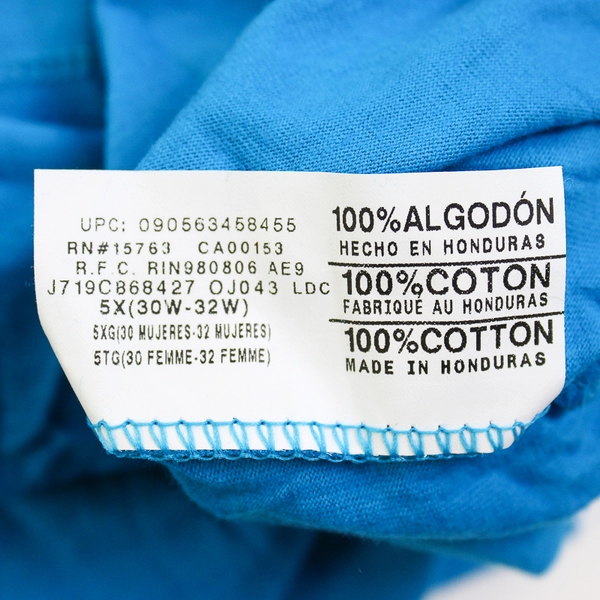 UPC: 090563458455
RN#15763 CA00153
R.F.C. RIN980806 AE9
J719C868427 OJ043 LDC
5X(30W-32W)
5XG(30 MUJERES-32 MUJERES)
5TG(30 FEMME-32 FEMME)
100%ALGODÓN
HECHO EN HONDURAS
100%COTON
FABRIQUÉ AU HONDURAS
100%COTTON
MADE IN HONDURAS